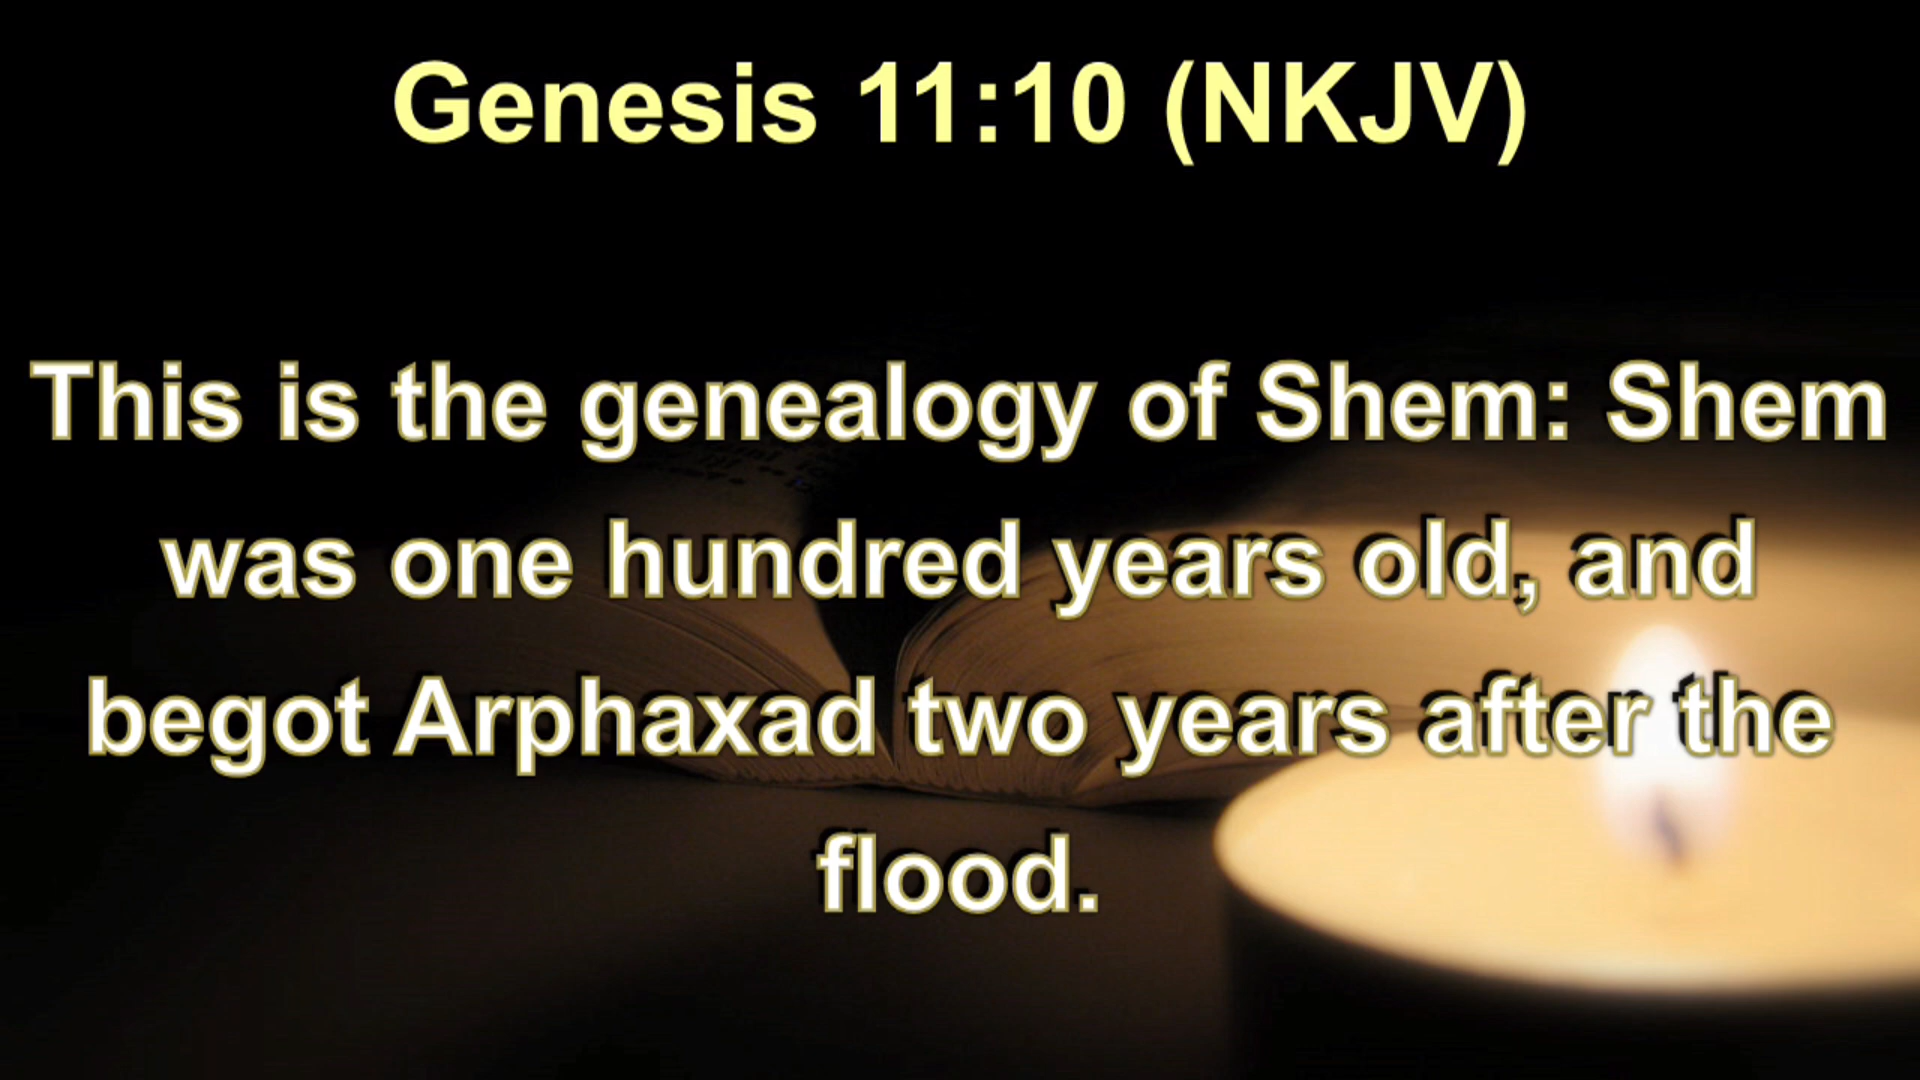 Genesis 11:10 (NKJV)
This is the genealogy of Shem: Shem
was one hundred years old, and
begot Arphaxad two years after the
flood.